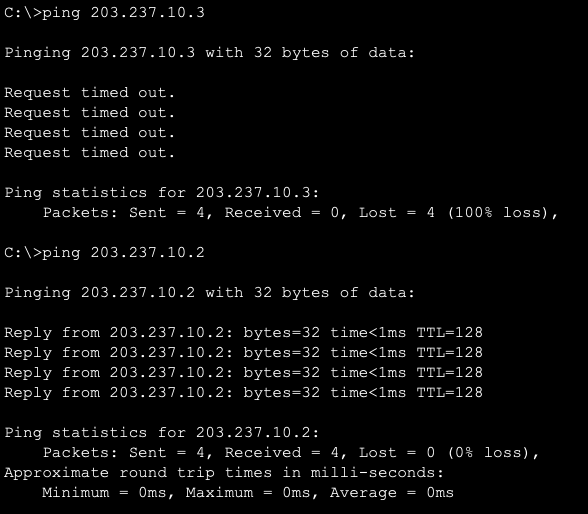 C:\>ping 203.237.10.3
Pinging 203.237.10.3 with 32 bytes of data:
Request timed out.
Request timed out.
Request timed out.
Request timed out.
Ping statistics for 203.237.10.3:
Packets: Sent = 4, Received = 0, Lost = 4 (100% loss),
C:\>ping 203.237.10.2
Pinging 203.237.10.2 with 32 bytes of data:
Reply from 203.237.10.2: bytes=32 time<1ms TTL=128
Reply from 203.237.10.2: bytes=32 time<1ms TTL=128
Reply from 203.237.10.2: bytes=32 time<1ms TTL=128
Reply from 203.237.10.2: bytes=32 time<1ms TTL=128
Ping statistics for 203.237.10.2:
Packets: Sent = 4, Received = 4, Lost = 0 (0% loss),
Approximate round trip times in milli-seconds:
Minimum = 0ms, Maximum = 0ms, Average = 0ms